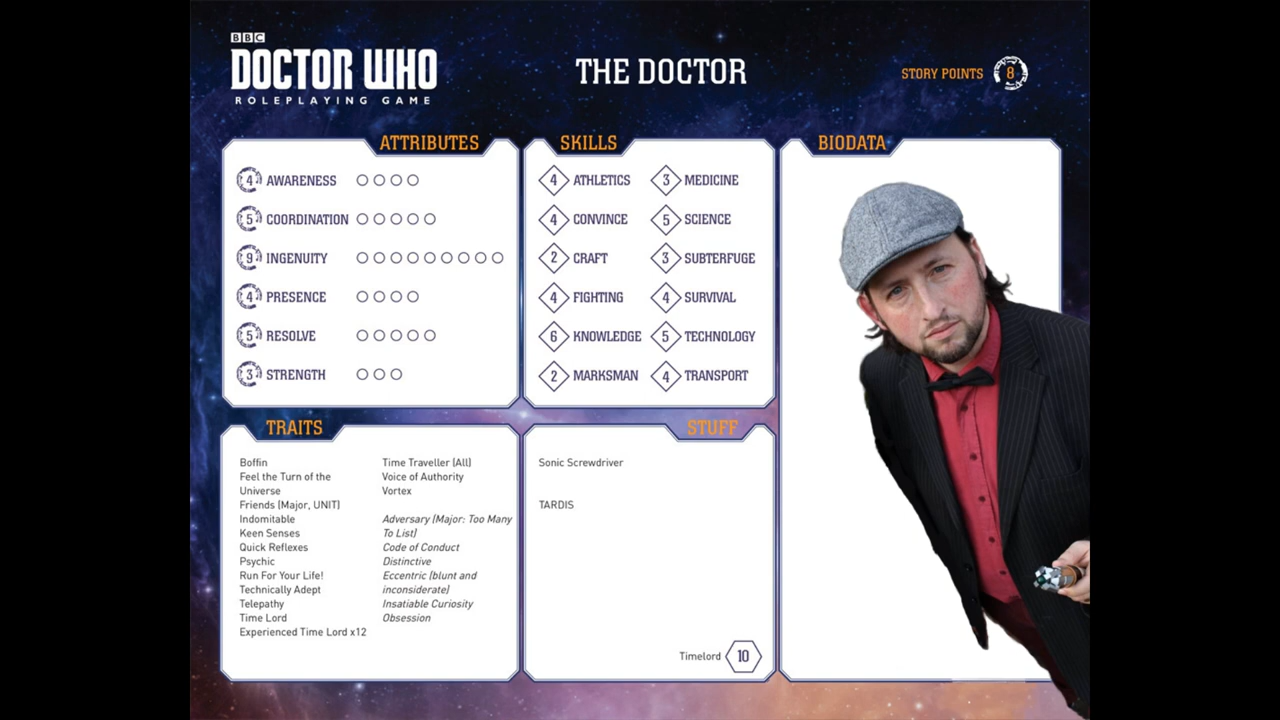 BBC
DOCTOR WHO
ROLEPLAYING GAME
THE DOCTOR
STORY POINTS 8
ATTRIBUTES
4 AWARENESS
5 COORDINATION
9 INGENUITY
4 PRESENCE
5 RESOLVE
3 STRENGTH
SKILLS
4 ATHLETICS
4 CONVINCE
2 CRAFT
4 FIGHTING
6 KNOWLEDGE
2 MARKSMAN
3 MEDICINE
5 SCIENCE
3 SUBTERFUGE
4 SURVIVAL
5 TECHNOLOGY
4 TRANSPORT
BIODATA
TRAITS
Boffin
Feel the Turn of the
Universe
Friends (Major, UNIT)
Indomitable
Keen Senses
Quick Reflexes
Psychic
Run For Your Life!
Technically Adept
Telepathy
Time Lord
Experienced Time Lord x12
Time Traveller (All)
Voice of Authority
Vortex
Adversary (Major: Too Many
To List)
Code of Conduct
Distinctive
Eccentric (blunt and
inconsiderate)
Insatiable Curiosity
Obsession
STUFF
Sonic Screwdriver
TARDIS
Timelord 10